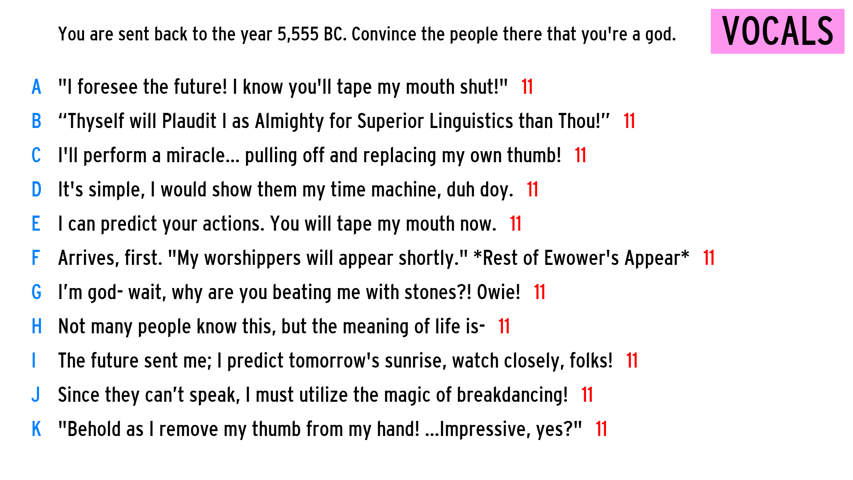 You are sent back to the year 5,555 BC. Convince the people there that you're a god.
VOCALS
A "I foresee the future! I know you'll tape my mouth shut!" 11
B “Thyself will Plaudit I as Almighty for Superior Linguistics than Thou!” 11
C I'll perform a miracle... pulling off and replacing my own thumb! 11
D It's simple, I would show them my time machine, duh doy. 11
E I can predict your actions. You will tape my mouth now. 11
F Arrives, first. "My worshippers will appear shortly." *Rest of Ewower's Appear* 11
G I’m god- wait, why are you beating me with stones?! Owie! 11
H Not many people know this, but the meaning of life is- 11
I The future sent me; I predict tomorrow's sunrise, watch closely, folks! 11
J Since they can’t speak, I must utilize the magic of breakdancing! 11
K "Behold as I remove my thumb from my hand! ...Impressive, yes?" 11